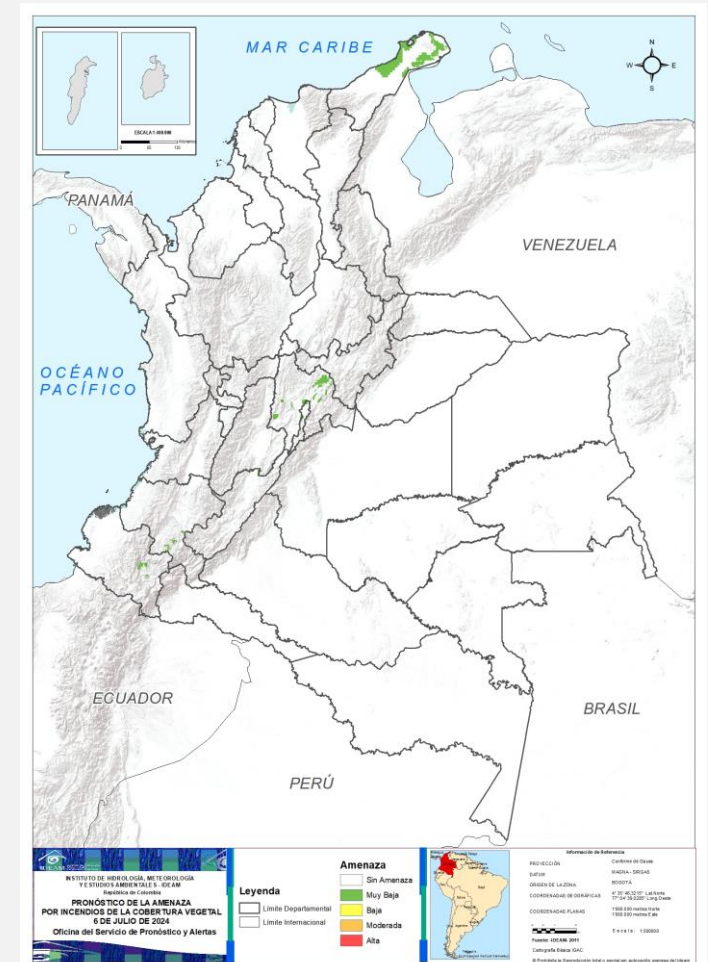 MAR CARIBE
N
W
E
S
PANAMÁ
VENEZUELA
OCÉANO
PACÍFICO
ECUADOR
BRASIL
PERÚ
INSTITUTO DE HIDROLOGÍA, METEOROLOGÍA
Y ESTUDIOS AMBIENTALES - IDEAM
República de Colombia
PRONÓSTICO DE LA AMENAZA
POR INCENDIOS DE LA COBERTURA VEGETAL
6 DE JULIO DE 2024
Oficina del Servicio de Pronóstico y Alertas
Leyenda
Límite Departamental
Límite Internacional
Amenaza
Sin Amenaza
Muy Baja
Baja
Moderada
Alta
Información de Referencia
PROYECCIÓN
Conforme de Gauss
DATUM
MAGNA - SIRGAS
ORIGEN DE LA ZONA
BOGOTÁ
COORDENADAS GEOGRÁFICAS
COORDENADAS PLANAS
1'000.000 metros Norte
1'000.000 metros Este
Fuente: IDEAM. 2011
Cartografía Básica: IGAC